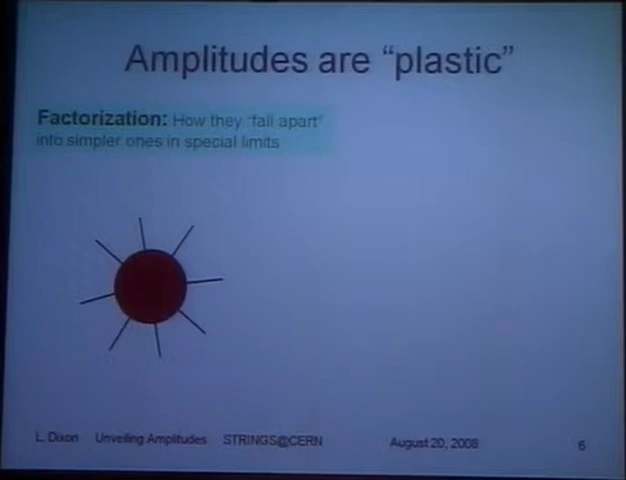 Amplitudes are “plastic”
Factorization: How they “fall apart”
into simpler ones in special limits
L. Dixon Unveiling Amplitudes STRINGS@CERN August 20, 2008 6